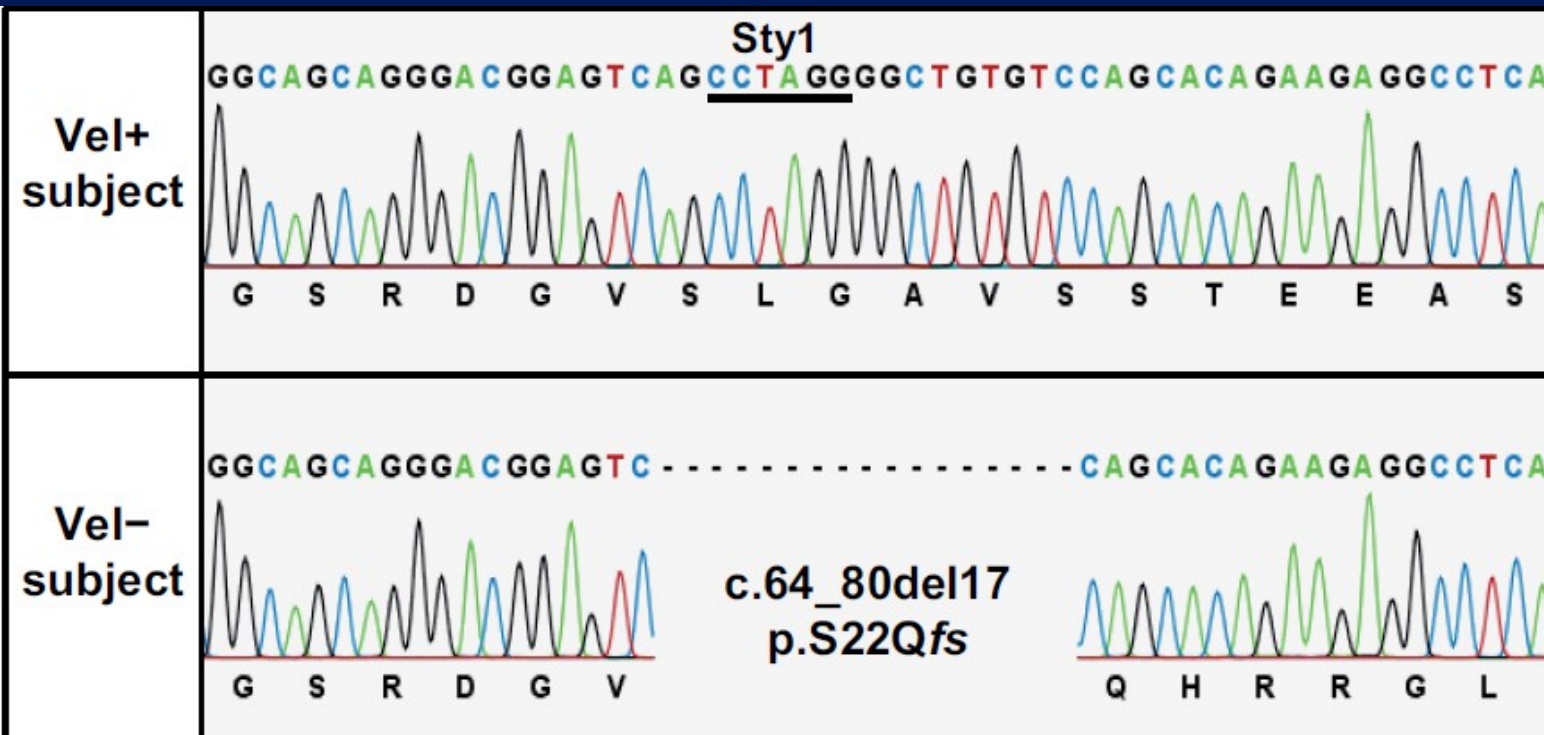 Sty1
GGCAGCAGGGACGGAGTCAGCCTAGGGGCTGTGTCCAGCACAGAAGAGGCCTCA
Vel+
subject
G S R D G V S L G A V S S T E E A S
GGCAGCAGGGACGGAGTC-----------------CAGCACAGAAGAGGCCTCA
Vel−
subject
c.64_80del17
p.S22Qfs
G S R D G V Q H R R G L